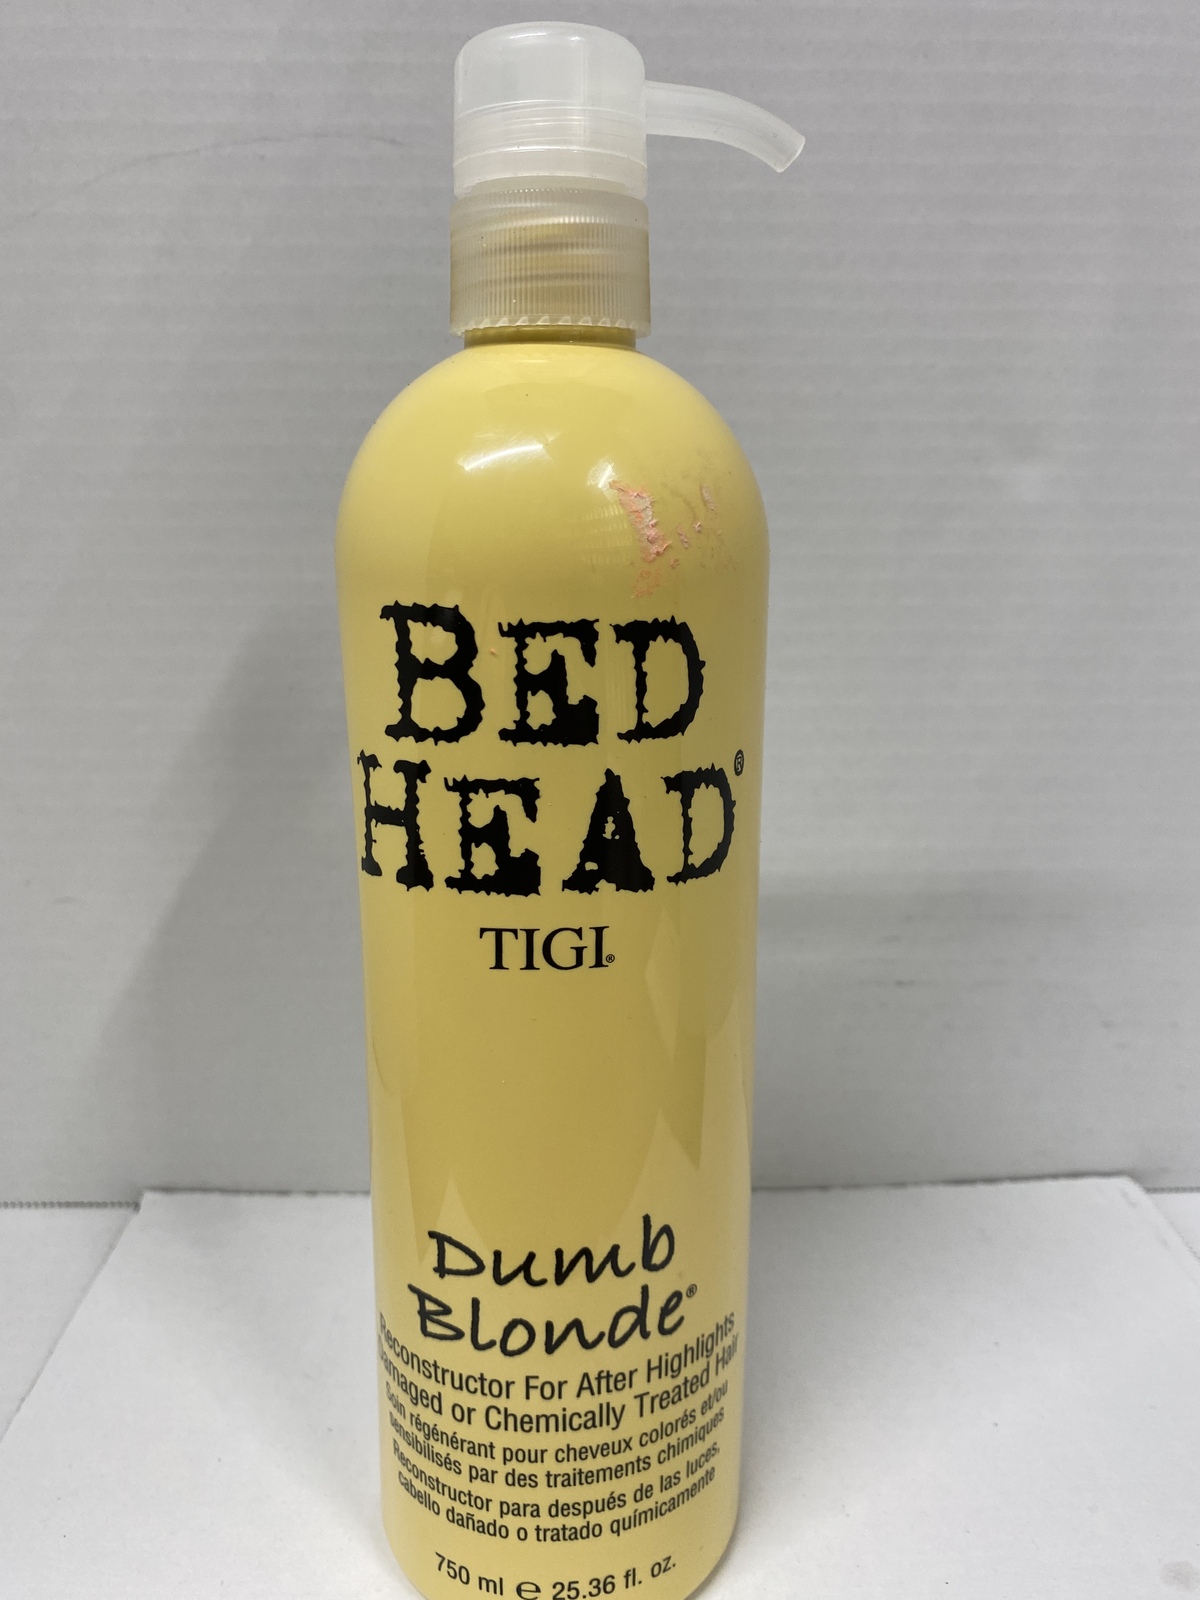 BED
HEAD®
TIGI®
Dumb
Blonde®
Reconstructor For After Highlights
Damaged or Chemically Treated Hair
Soin régénérant pour cheveux colorés et/ou
sensibilisés par des traitements chimiques
Reconstructor para después de las luces,
cabello dañado o tratado químicamente
750 ml ℮ 25.36 fl. oz.